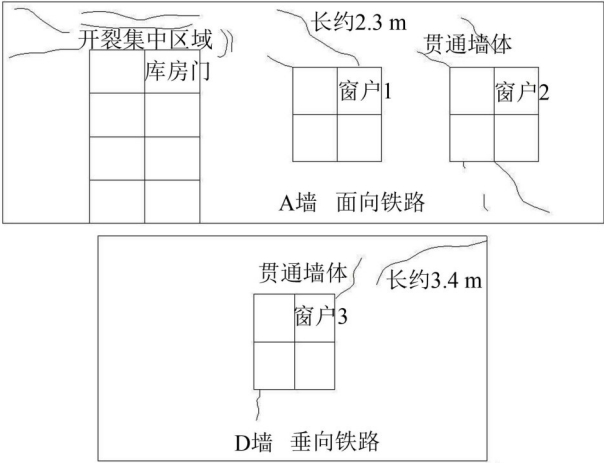 开裂集中区域
库房门
长约2.3 m
窗户1
贯通墙体
窗户2
A墙 面向铁路
贯通墙体
长约3.4 m
窗户3
D墙 垂向铁路